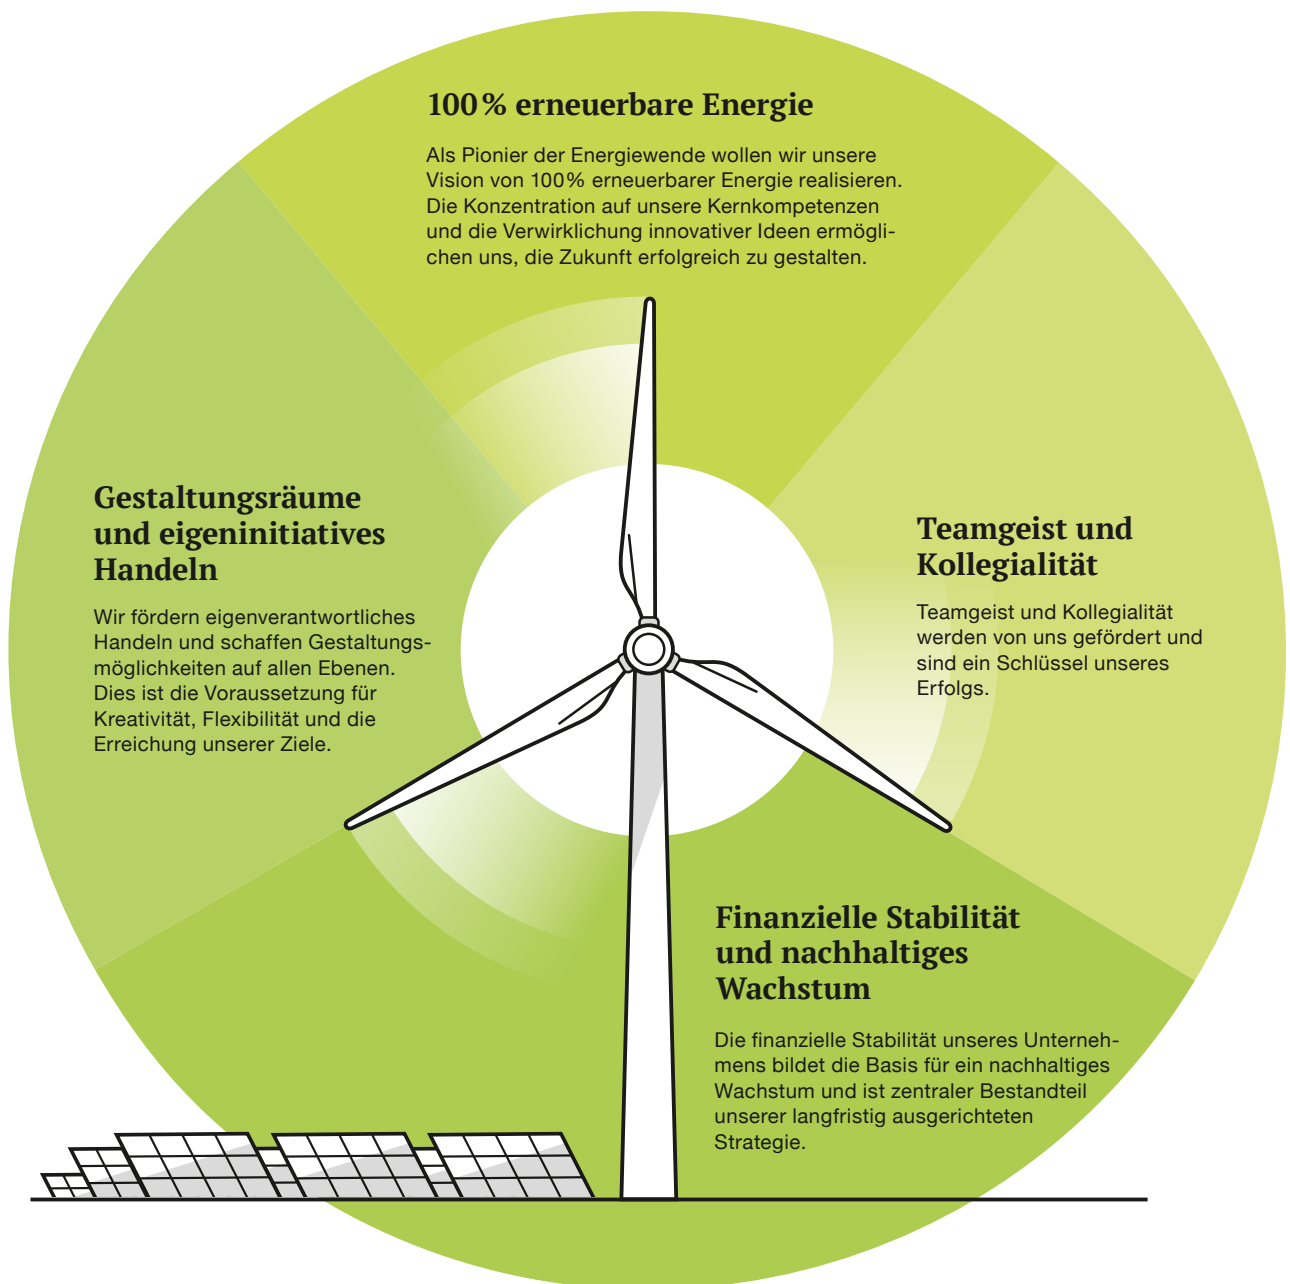 100 % erneuerbare Energie
Als Pionier der Energiewende wollen wir unsere
Vision von 100% erneuerbarer Energie realisieren.
Die Konzentration auf unsere Kernkompetenzen
und die Verwirklichung innovativer Ideen ermögli-
chen uns, die Zukunft erfolgreich zu gestalten.
Gestaltungsräume
und eigeninitiatives
Handeln
Wir fördern eigenverantwortliches
Handeln und schaffen Gestaltungs-
möglichkeiten auf allen Ebenen.
Dies ist die Voraussetzung für
Kreativität, Flexibilität und die
Erreichung unserer Ziele.
Teamgeist und
Kollegialität
Teamgeist und Kollegialität
werden von uns gefördert und
sind ein Schlüssel unseres
Erfolgs.
Finanzielle Stabilität
und nachhaltiges
Wachstum
Die finanzielle Stabilität unseres Unterneh-
mens bildet die Basis für ein nachhaltiges
Wachstum und ist zentraler Bestandteil
unserer langfristig ausgerichteten
Strategie.